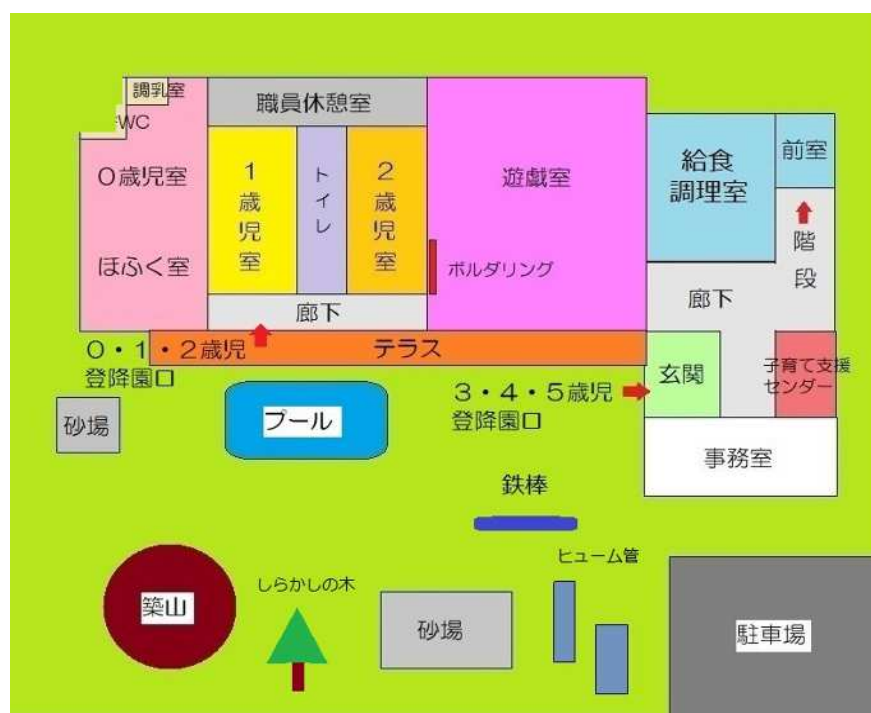 調乳室
WC
職員休憩室
0歳児室
1歳児室
トイレ
2歳児室
遊戯室
給食
調理室
前室
ほふく室
ボルダリング
階段
廊下
廊下
0・1・2歳児
登降園口
テラス
玄関
子育て支援
センター
3・4・5歳児
登降園口
砂場
プール
事務室
鉄棒
ヒューム管
しらかしの木
築山
砂場
駐車場